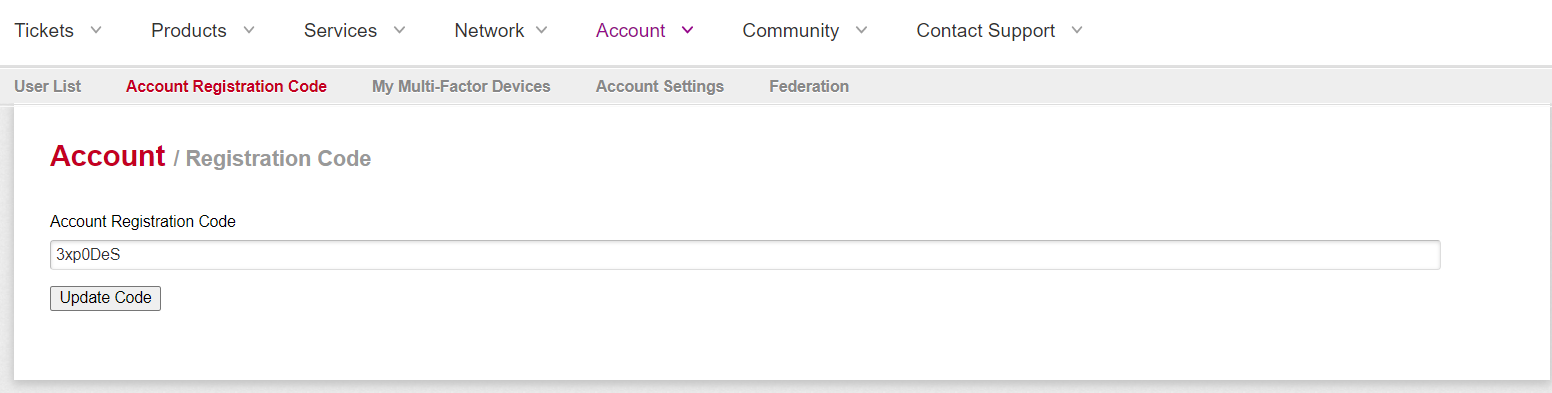 Tickets Products Services Network Account Community Contact Support
User List Account Registration Code My Multi-Factor Devices Account Settings Federation
Account / Registration Code
Account Registration Code
3xp0DeS
Update Code